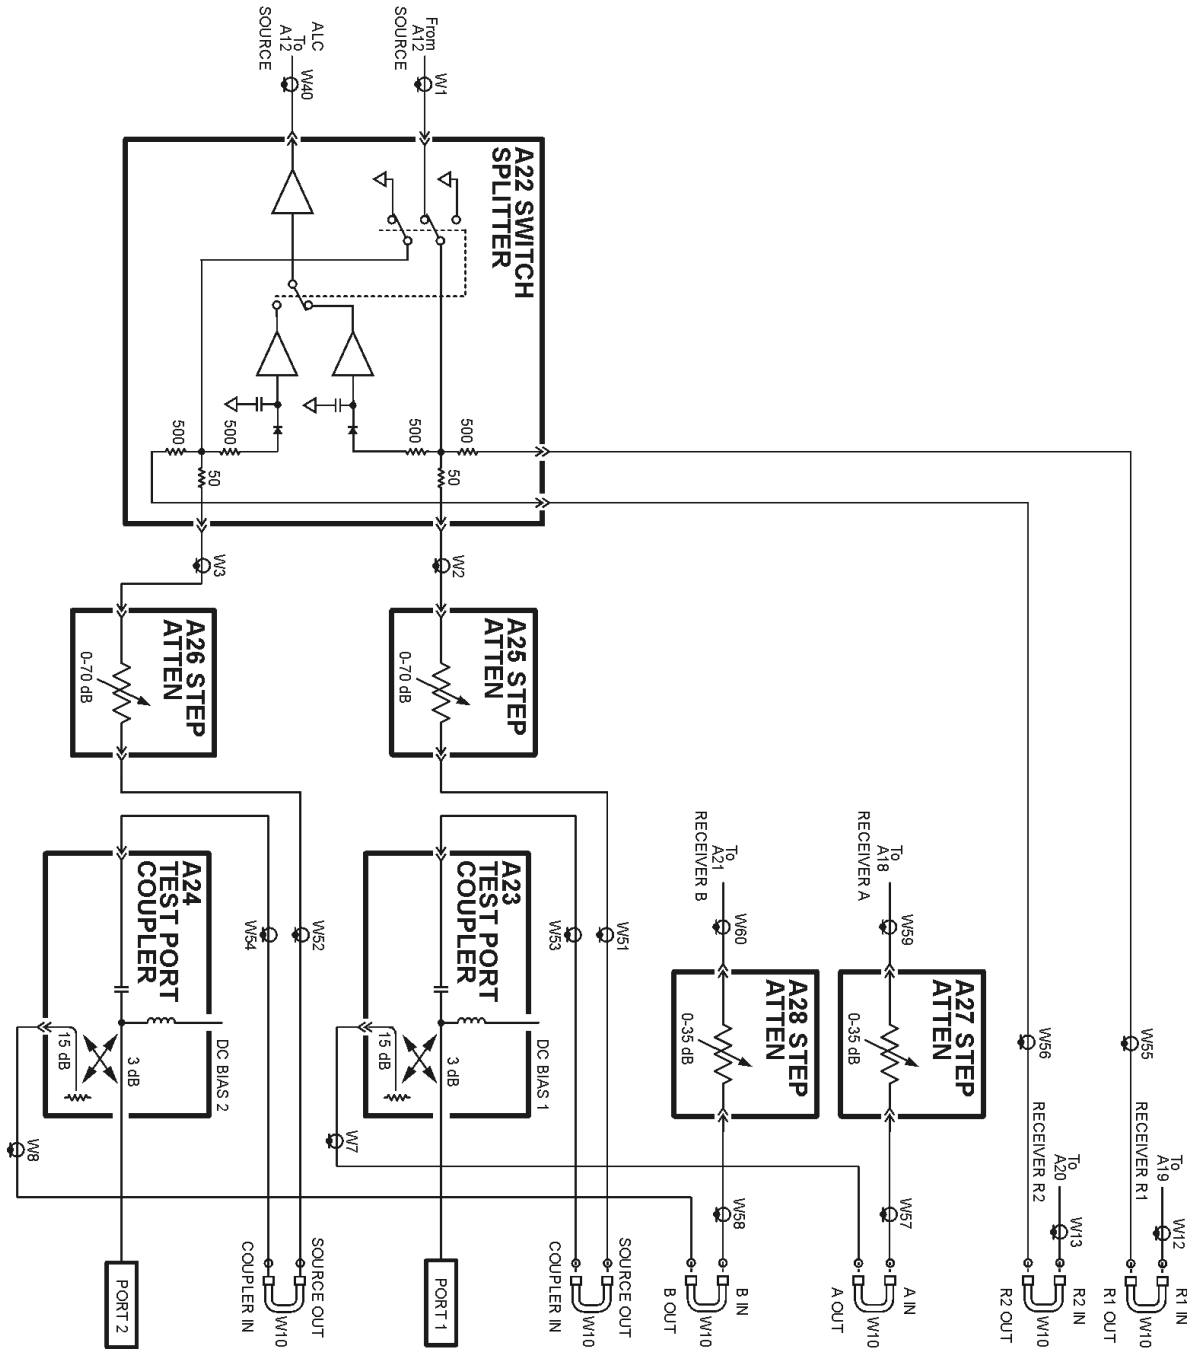 ALC
To
A12
SOURCE
W40
From
A12
SOURCE
W1
A22 SWITCH
SPLITTER
500
500
500
500
50
50
W3
W2
A26 STEP
ATTEN
0-70 dB
A25 STEP
ATTEN
0-70 dB
A24
TEST PORT
COUPLER
W54
W52
DC BIAS 2
15 dB
3 dB
W8
A23
TEST PORT
COUPLER
W53
W51
DC BIAS 1
15 dB
3 dB
W7
To
A21
RECEIVER B
W60
A28 STEP
ATTEN
0-35 dB
W58
To
A18
RECEIVER A
W59
A27 STEP
ATTEN
0-35 dB
W57
W56
RECEIVER R2
To
A20
W13
W55
RECEIVER R1
To
A19
W12
PORT 2
COUPLER IN
SOURCE OUT
W10
PORT 1
COUPLER IN
SOURCE OUT
W10
B OUT
B IN
W10
A OUT
A IN
W10
R2 OUT
R2 IN
W10
R1 OUT
R1 IN
W10